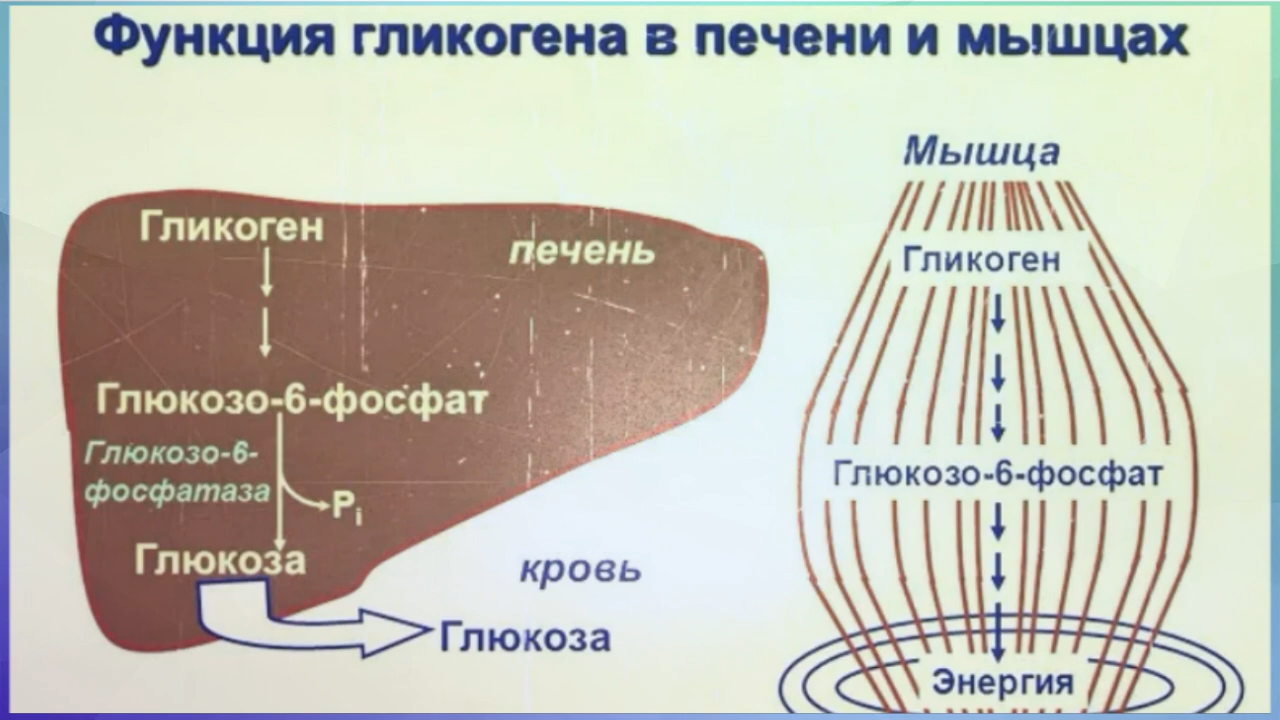 Функция гликогена в печени и мышцах
Гликоген
печень
Глюкозо-6-фосфат
Глюкозо-6-
фосфатаза
Pi
Глюкоза
кровь
Глюкоза
Мышца
Гликоген
Глюкозо-6-фосфат
Энергия